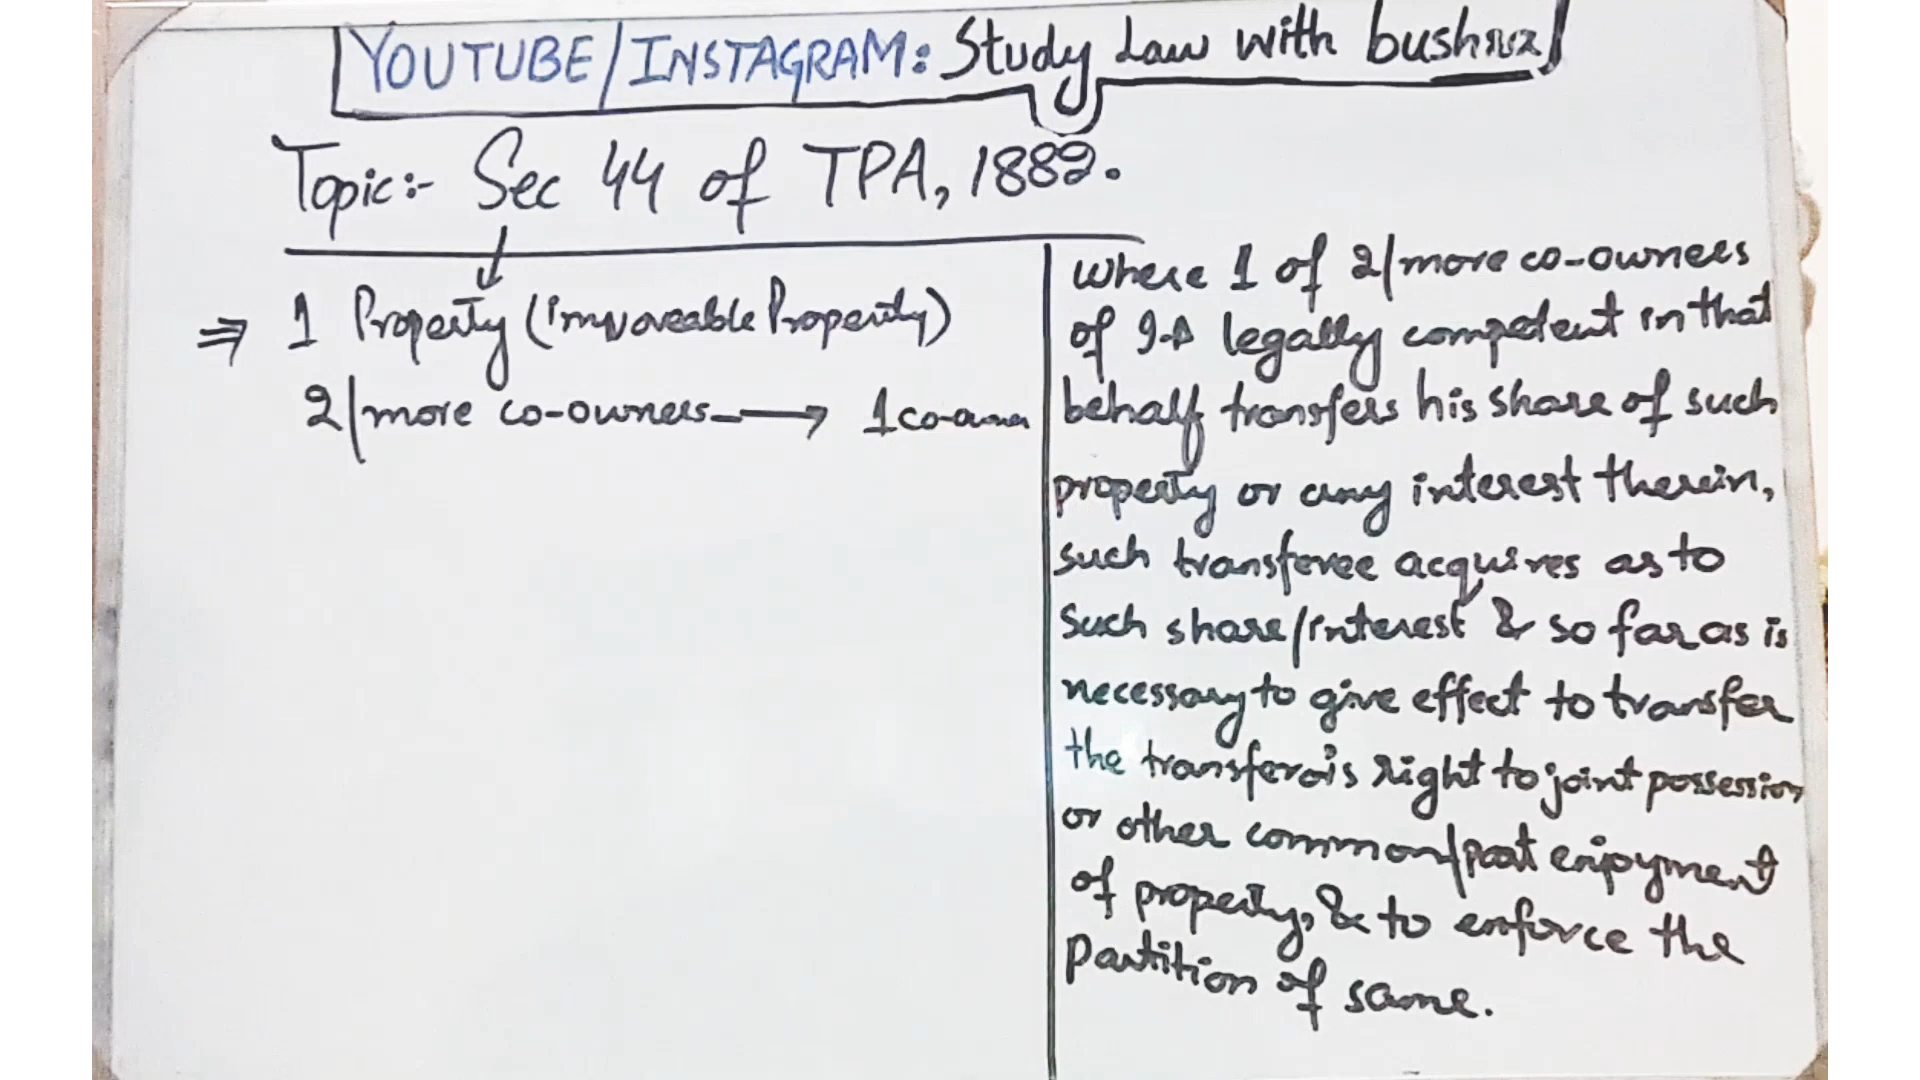 YOUTUBE/INSTAGRAM: Study Law with bushra
Topic:- Sec 44 of TPA, 1882.
⇒ 1 Property (immoveable Property)
2/more co-owners → 1 co-owner
where 1 of 2/more co-owners
of I.P legally competent in that
behalf transfers his share of such
property or any interest therein,
such transferee acquires as to
such share/interest & so far as is
necessary to give effect to transfer
the transferor's right to joint possession
or other common/part enjoyment
of property, & to enforce the
partition of same.